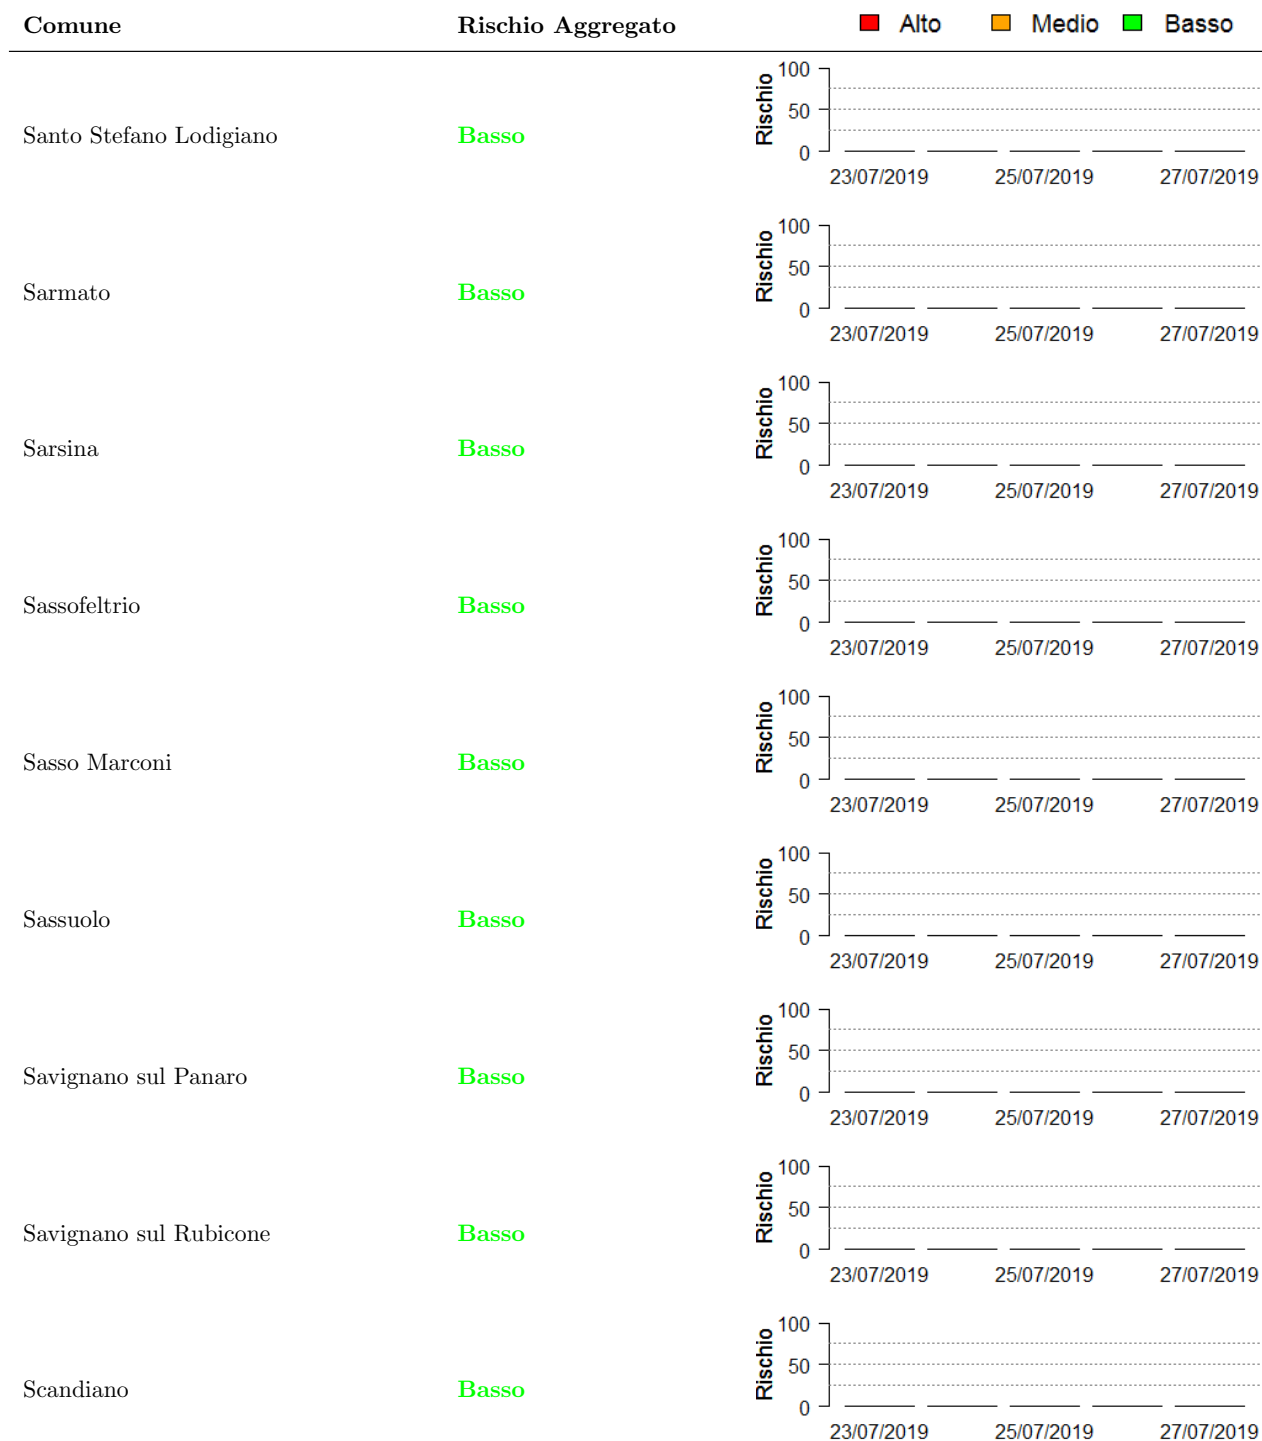 Comune Rischio Aggregato Alto Medio Basso
100
50
0
Rischio
Santo Stefano Lodigiano Basso
23/07/2019 25/07/2019 27/07/2019
100
50
0
Rischio
Sarmato Basso
23/07/2019 25/07/2019 27/07/2019
100
50
0
Rischio
Sarsina Basso
23/07/2019 25/07/2019 27/07/2019
100
50
0
Rischio
Sassofeltrio Basso
23/07/2019 25/07/2019 27/07/2019
100
50
0
Rischio
Sasso Marconi Basso
23/07/2019 25/07/2019 27/07/2019
100
50
0
Rischio
Sassuolo Basso
23/07/2019 25/07/2019 27/07/2019
100
50
0
Rischio
Savignano sul Panaro Basso
23/07/2019 25/07/2019 27/07/2019
100
50
0
Rischio
Savignano sul Rubicone Basso
23/07/2019 25/07/2019 27/07/2019
100
50
0
Rischio
Scandiano Basso
23/07/2019 25/07/2019 27/07/2019